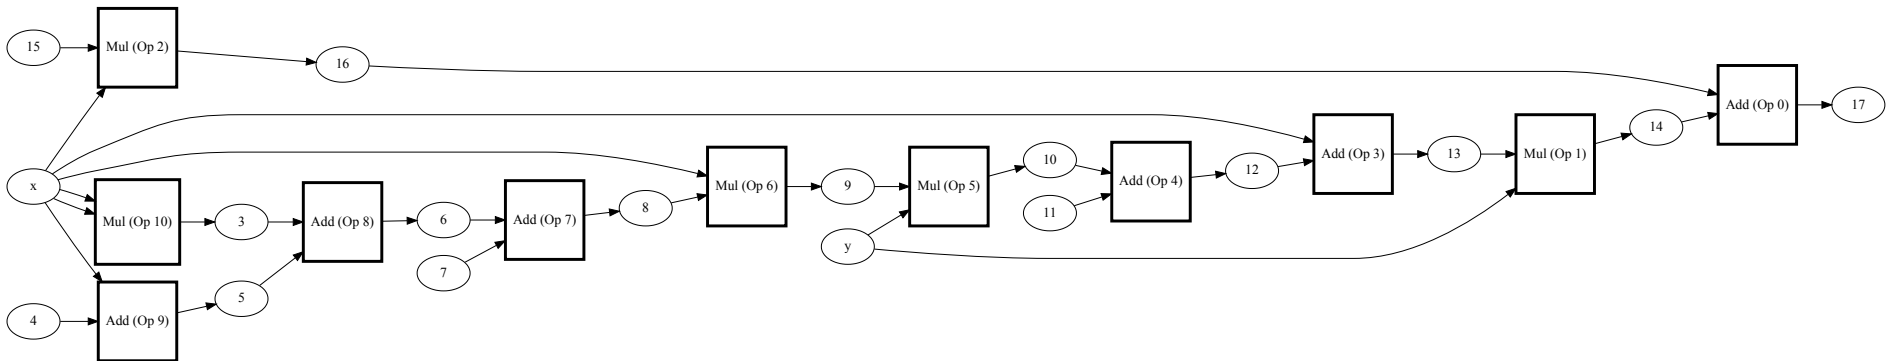 15
Mul (Op 2)
16
x
Mul (Op 10)
3
4
Add (Op 9)
5
Add (Op 8)
6
7
Add (Op 7)
8
Mul (Op 6)
9
y
Mul (Op 5)
10
11
Add (Op 4)
12
Add (Op 3)
13
Mul (Op 1)
14
Add (Op 0)
17